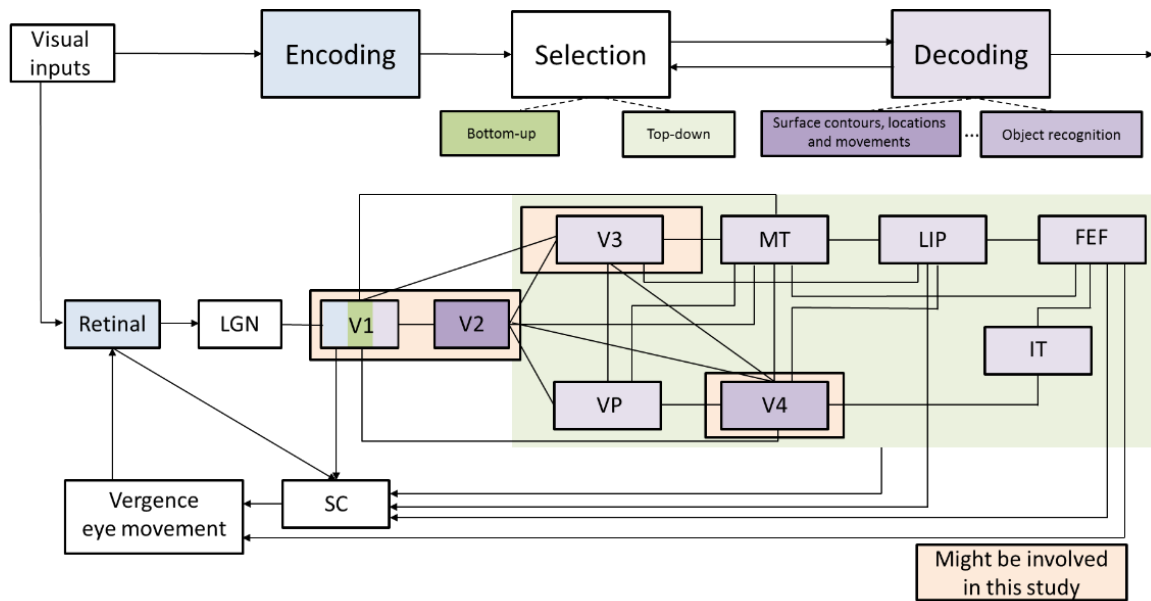 Visual
inputs
Encoding
Selection
Decoding
Bottom-up
Top-down
Surface contours, locations
and movements
...
Object recognition
V3
MT
LIP
FEF
Retinal
LGN
V1
V2
IT
VP
V4
Vergence
eye movement
SC
Might be involved
in this study